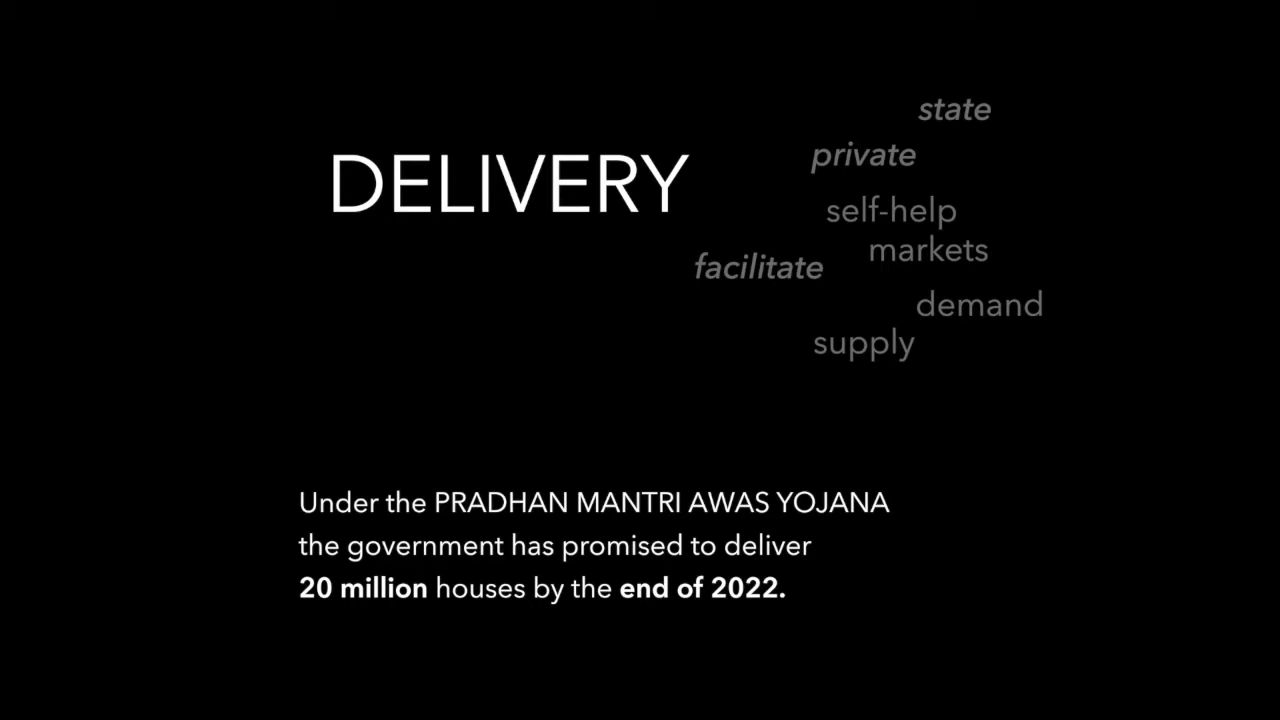 state
private
DELIVERY
self-help
markets
facilitate
demand
supply
Under the PRADHAN MANTRI AWAS YOJANA
the government has promised to deliver
20 million houses by the end of 2022.